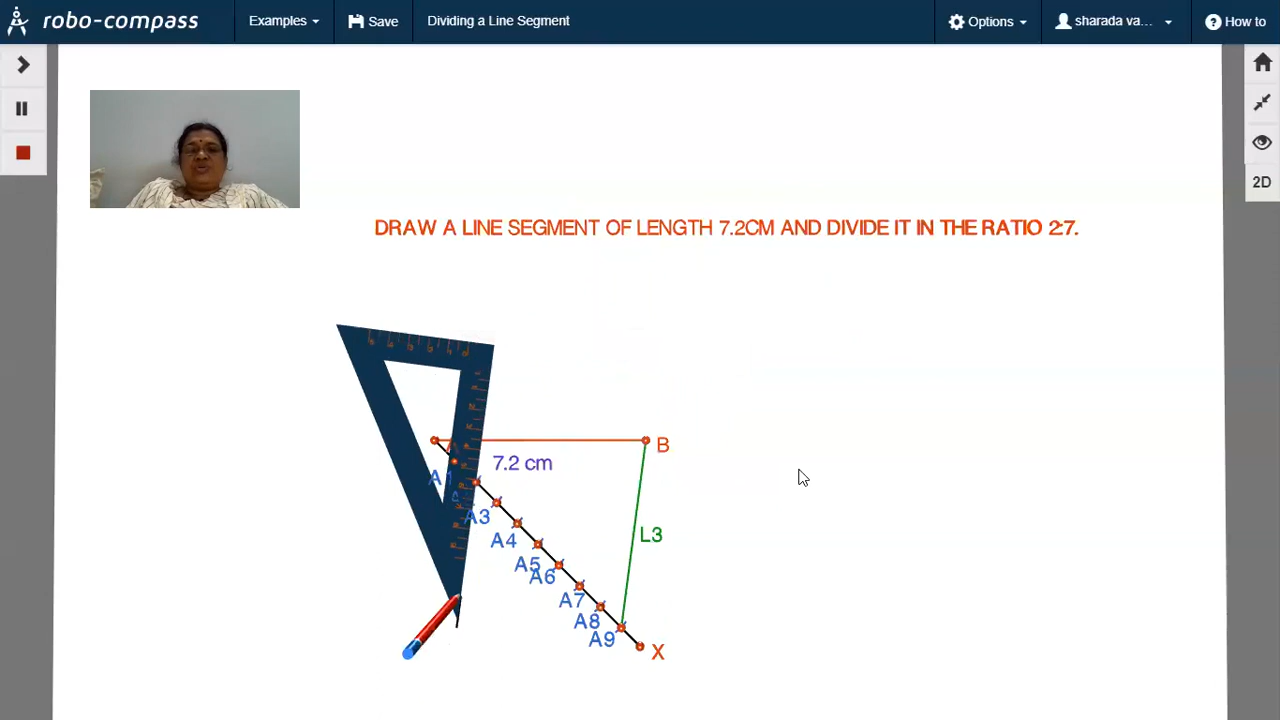 robo-compass
Examples
Save
Dividing a Line Segment
Options
sharada va...
How to
2D
DRAW A LINE SEGMENT OF LENGTH 7.2CM AND DIVIDE IT IN THE RATIO 2:7.
B
7.2 cm
A3
L3
A4
A5
A6
A7
A8
A9
X